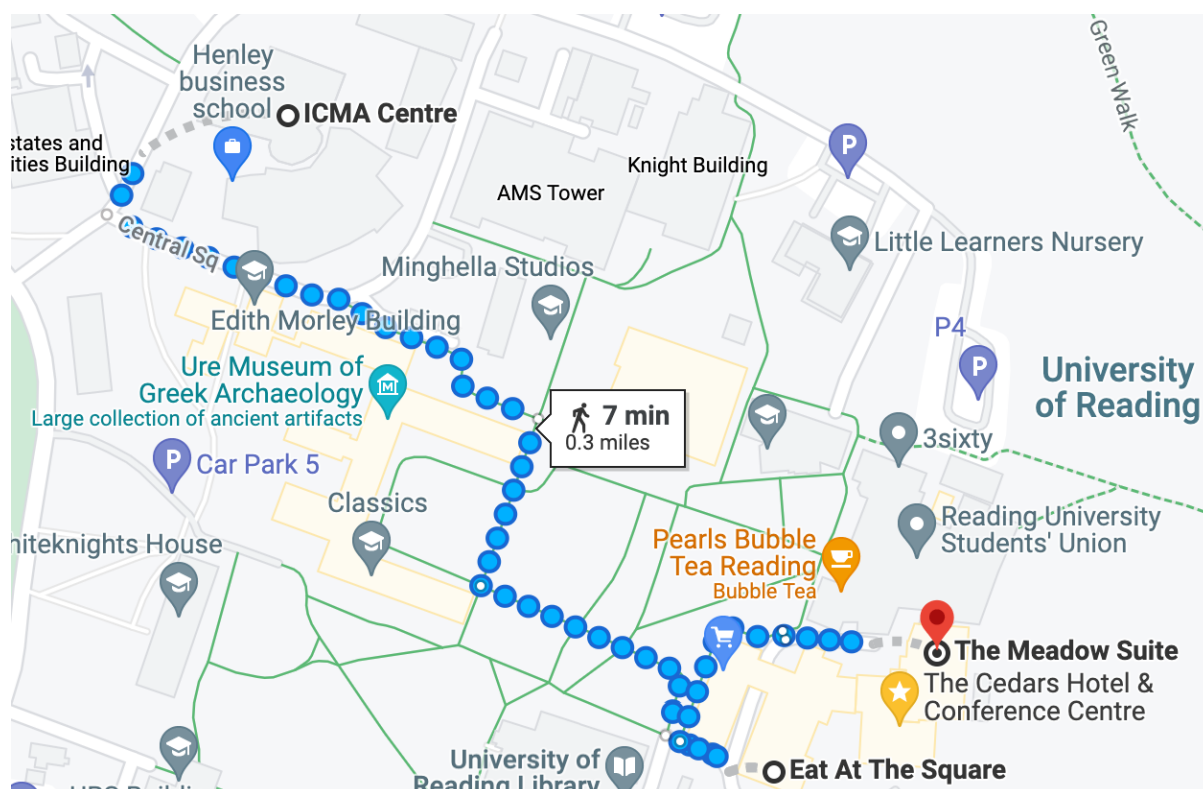 Henley
business
school
ICMA Centre
states and
ities Building
Green Walk
P
Knight Building
AMS Tower
Central Sq
Little Learners Nursery
Minghella Studios
Edith Morley Building
P4
P
Ure Museum of
Greek Archaeology
Large collection of ancient artifacts
M
University
of Reading
7 min
0.3 miles
3sixty
P
Car Park 5
Classics
Reading University
Students' Union
niteknights House
Pearls Bubble
Tea Reading
Bubble Tea
The Meadow Suite
The Cedars Hotel &
Conference Centre
University of
Reading Library
Eat At The Square